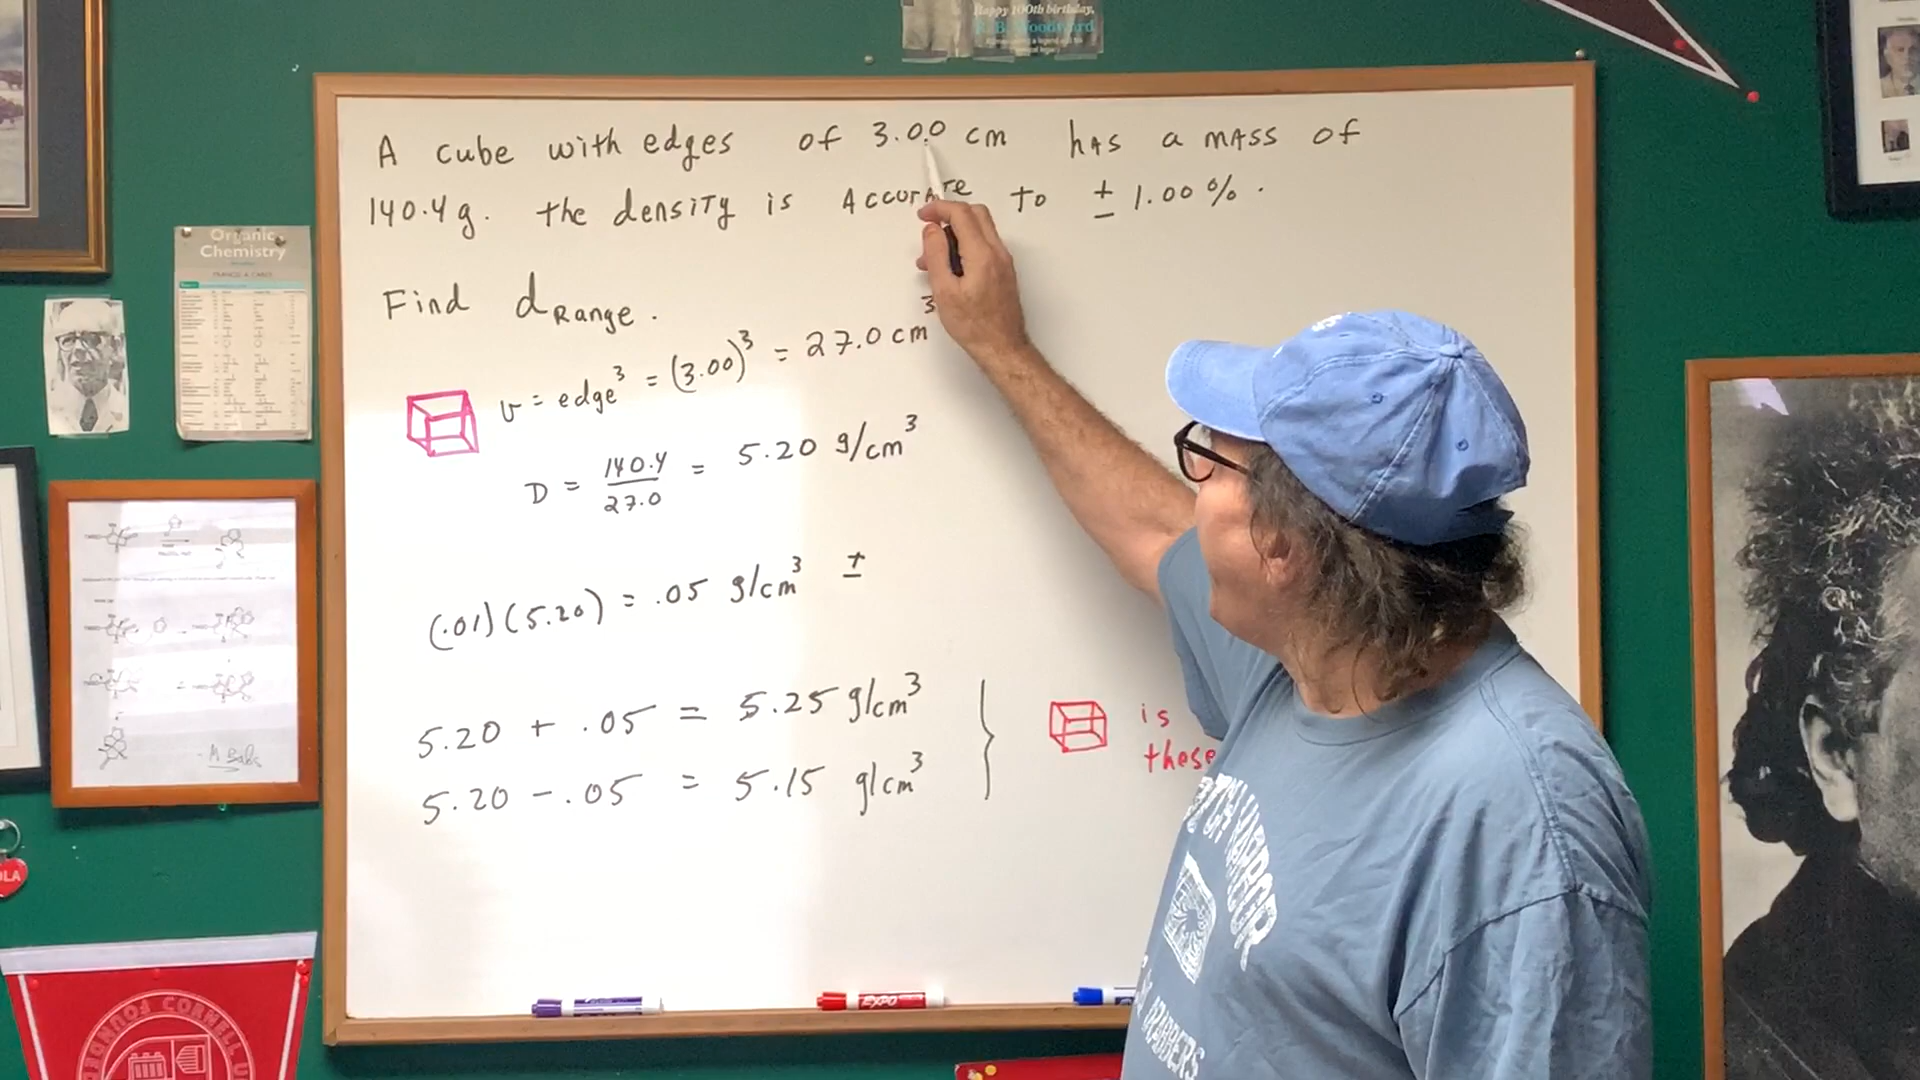 Happy 100th birthday,
R. B. Woodward
A cube with edges of 3.00 cm has a mass of
140.4 g. the density is Accurate to ± 1.00 % .
Find d Range .
v = edge³ = (3.00)³ = 27.0 cm³
D = 140.4 / 27.0 = 5.20 g/cm³
(.01)(5.20) = .05 g/cm³ ±
5.20 + .05 = 5.25 g/cm³
5.20 - .05 = 5.15 g/cm³
is
these
Organic
Chemistry
EXPO